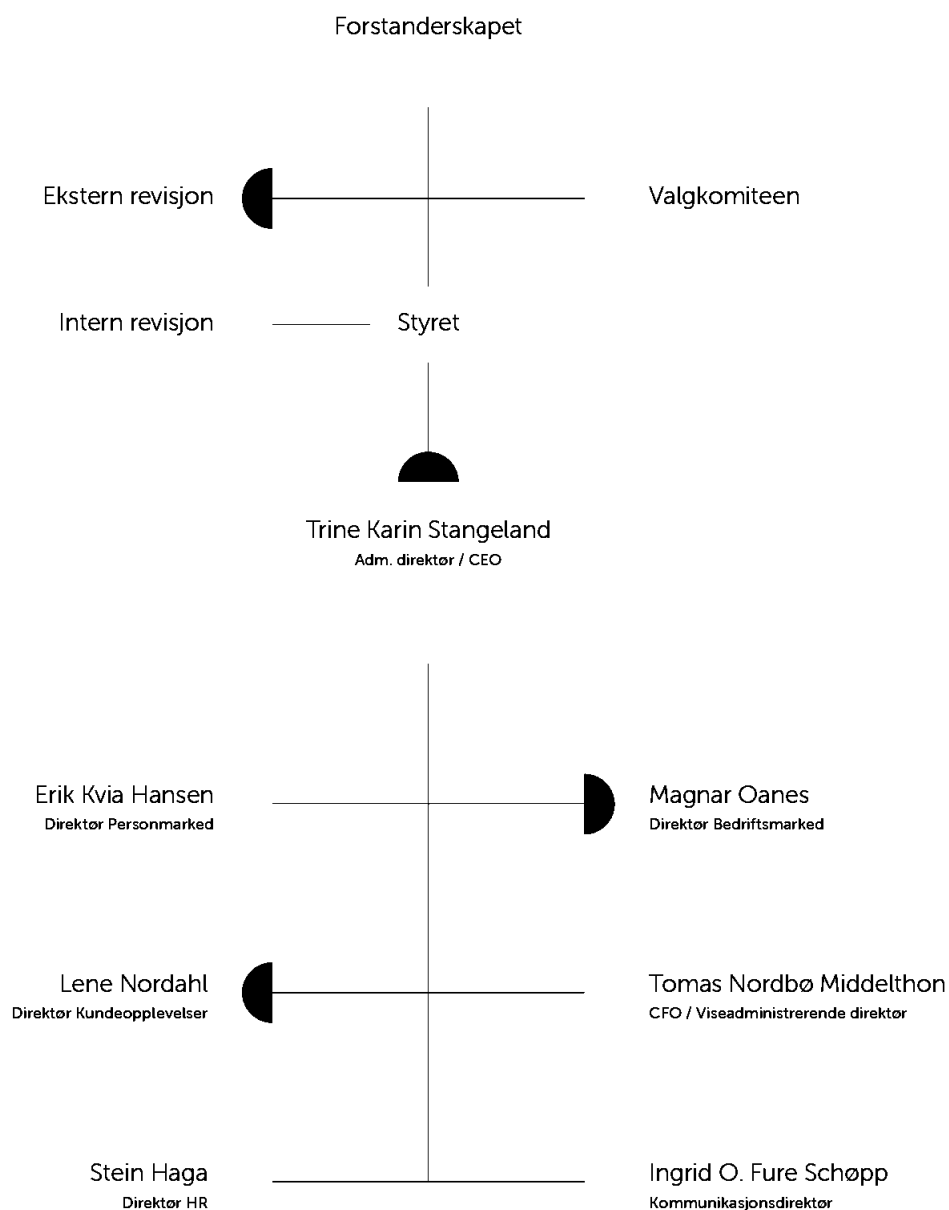 Forstanderskapet
Ekstern revisjon
Valgkomiteen
Intern revisjon
Styret
Trine Karin Stangeland
Adm. direktør / CEO
Erik Kvia Hansen
Direktør Personmarked
Magnar Oanes
Direktør Bedriftsmarked
Lene Nordahl
Direktør Kundeopplevelser
Tomas Nordbø Middelthon
CFO / Viseadministrerende direktør
Stein Haga
Direktør HR
Ingrid O. Fure Schøpp
Kommunikasjonsdirektør